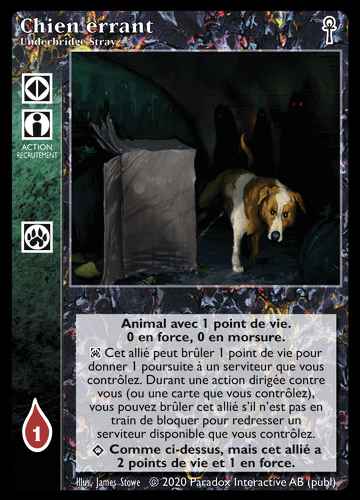 Chien errant
Underbridge Stray
ACTION
RECRUTEMENT
Animal avec 1 point de vie.
0 en force, 0 en morsure.
Cet allié peut brûler 1 point de vie pour
donner 1 poursuite à un serviteur que vous
contrôlez. Durant une action dirigée contre
vous (ou une carte que vous contrôlez),
vous pouvez brûler cet allié s'il n'est pas en
train de bloquer pour redresser un
serviteur disponible que vous contrôlez.
Comme ci-dessus, mais cet allié a
2 points de vie et 1 en force.
1
Illus. James Stowe © 2020 Paradox Interactive AB (publ)